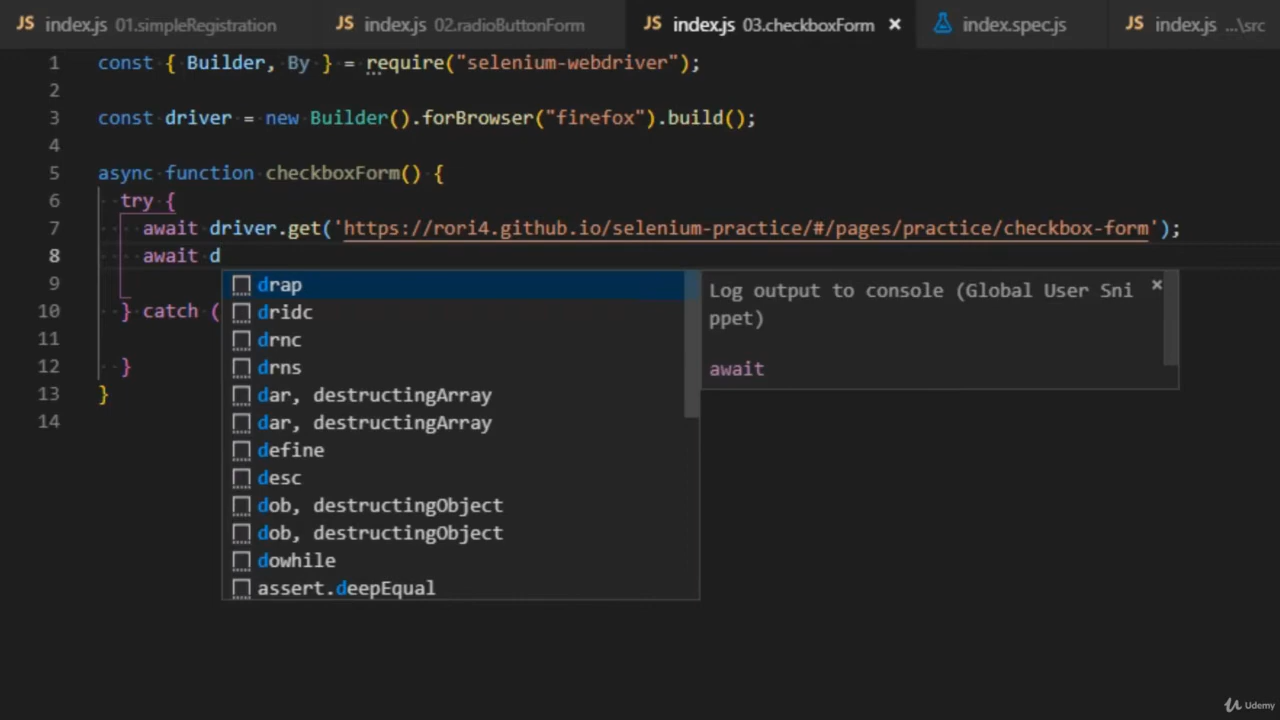 JS index.js 01.simpleRegistration JS index.js 02.radioButtonForm JS index.js 03.checkboxForm × index.spec.js JS index.js ...\src
1 const { Builder, By } = require("selenium-webdriver");
2
3 const driver = new Builder().forBrowser("firefox").build();
4
5 async function checkboxForm() {
6 try {
7 await driver.get('https://rori4.github.io/selenium-practice/#/pages/practice/checkbox-form');
8 await d
9
10 } catch (
11
12 }
13 }
14
drap
dridc
drnc
drns
dar, destructingArray
dar, destructingArray
define
desc
dob, destructingObject
dob, destructingObject
dowhile
assert.deepEqual
Log output to console (Global User Sni
ppet)
×
await
Udemy